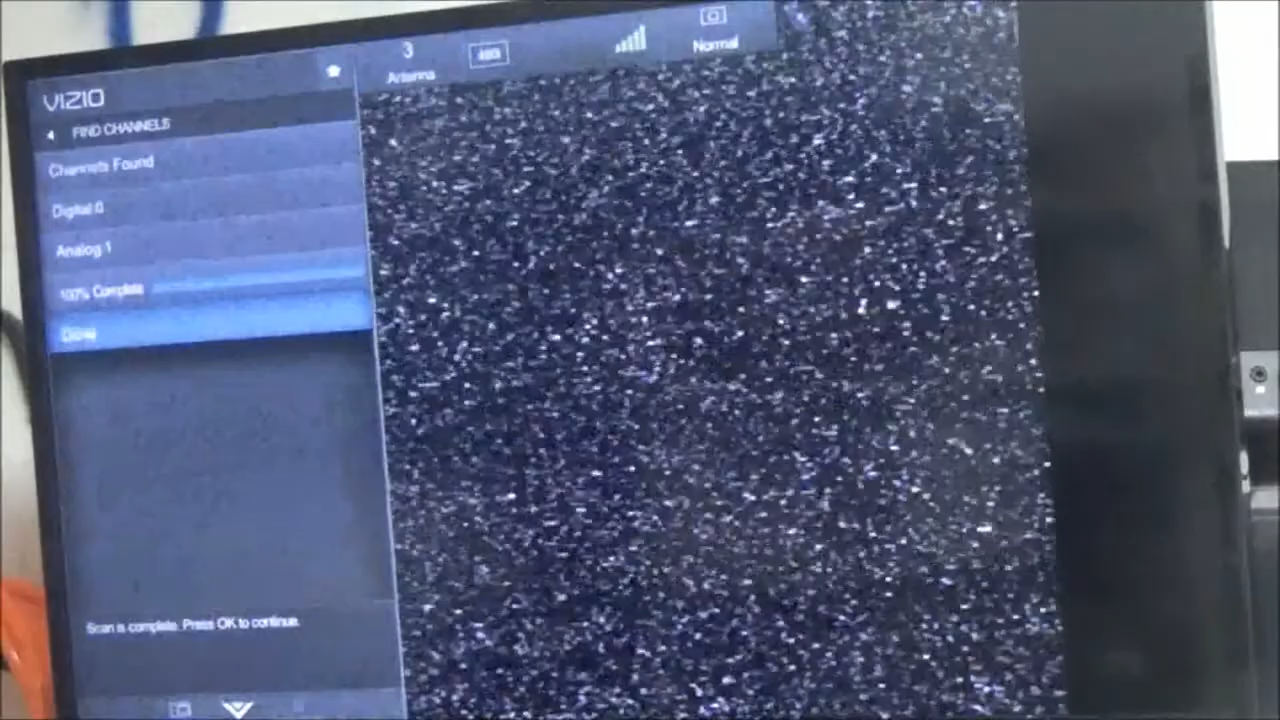 VIZIO
FIND CHANNELS
Channels Found
Digital 0
Analog 1
100% Complete
Done
Scan is complete. Press OK to continue.
3
Antenna
480i
Normal